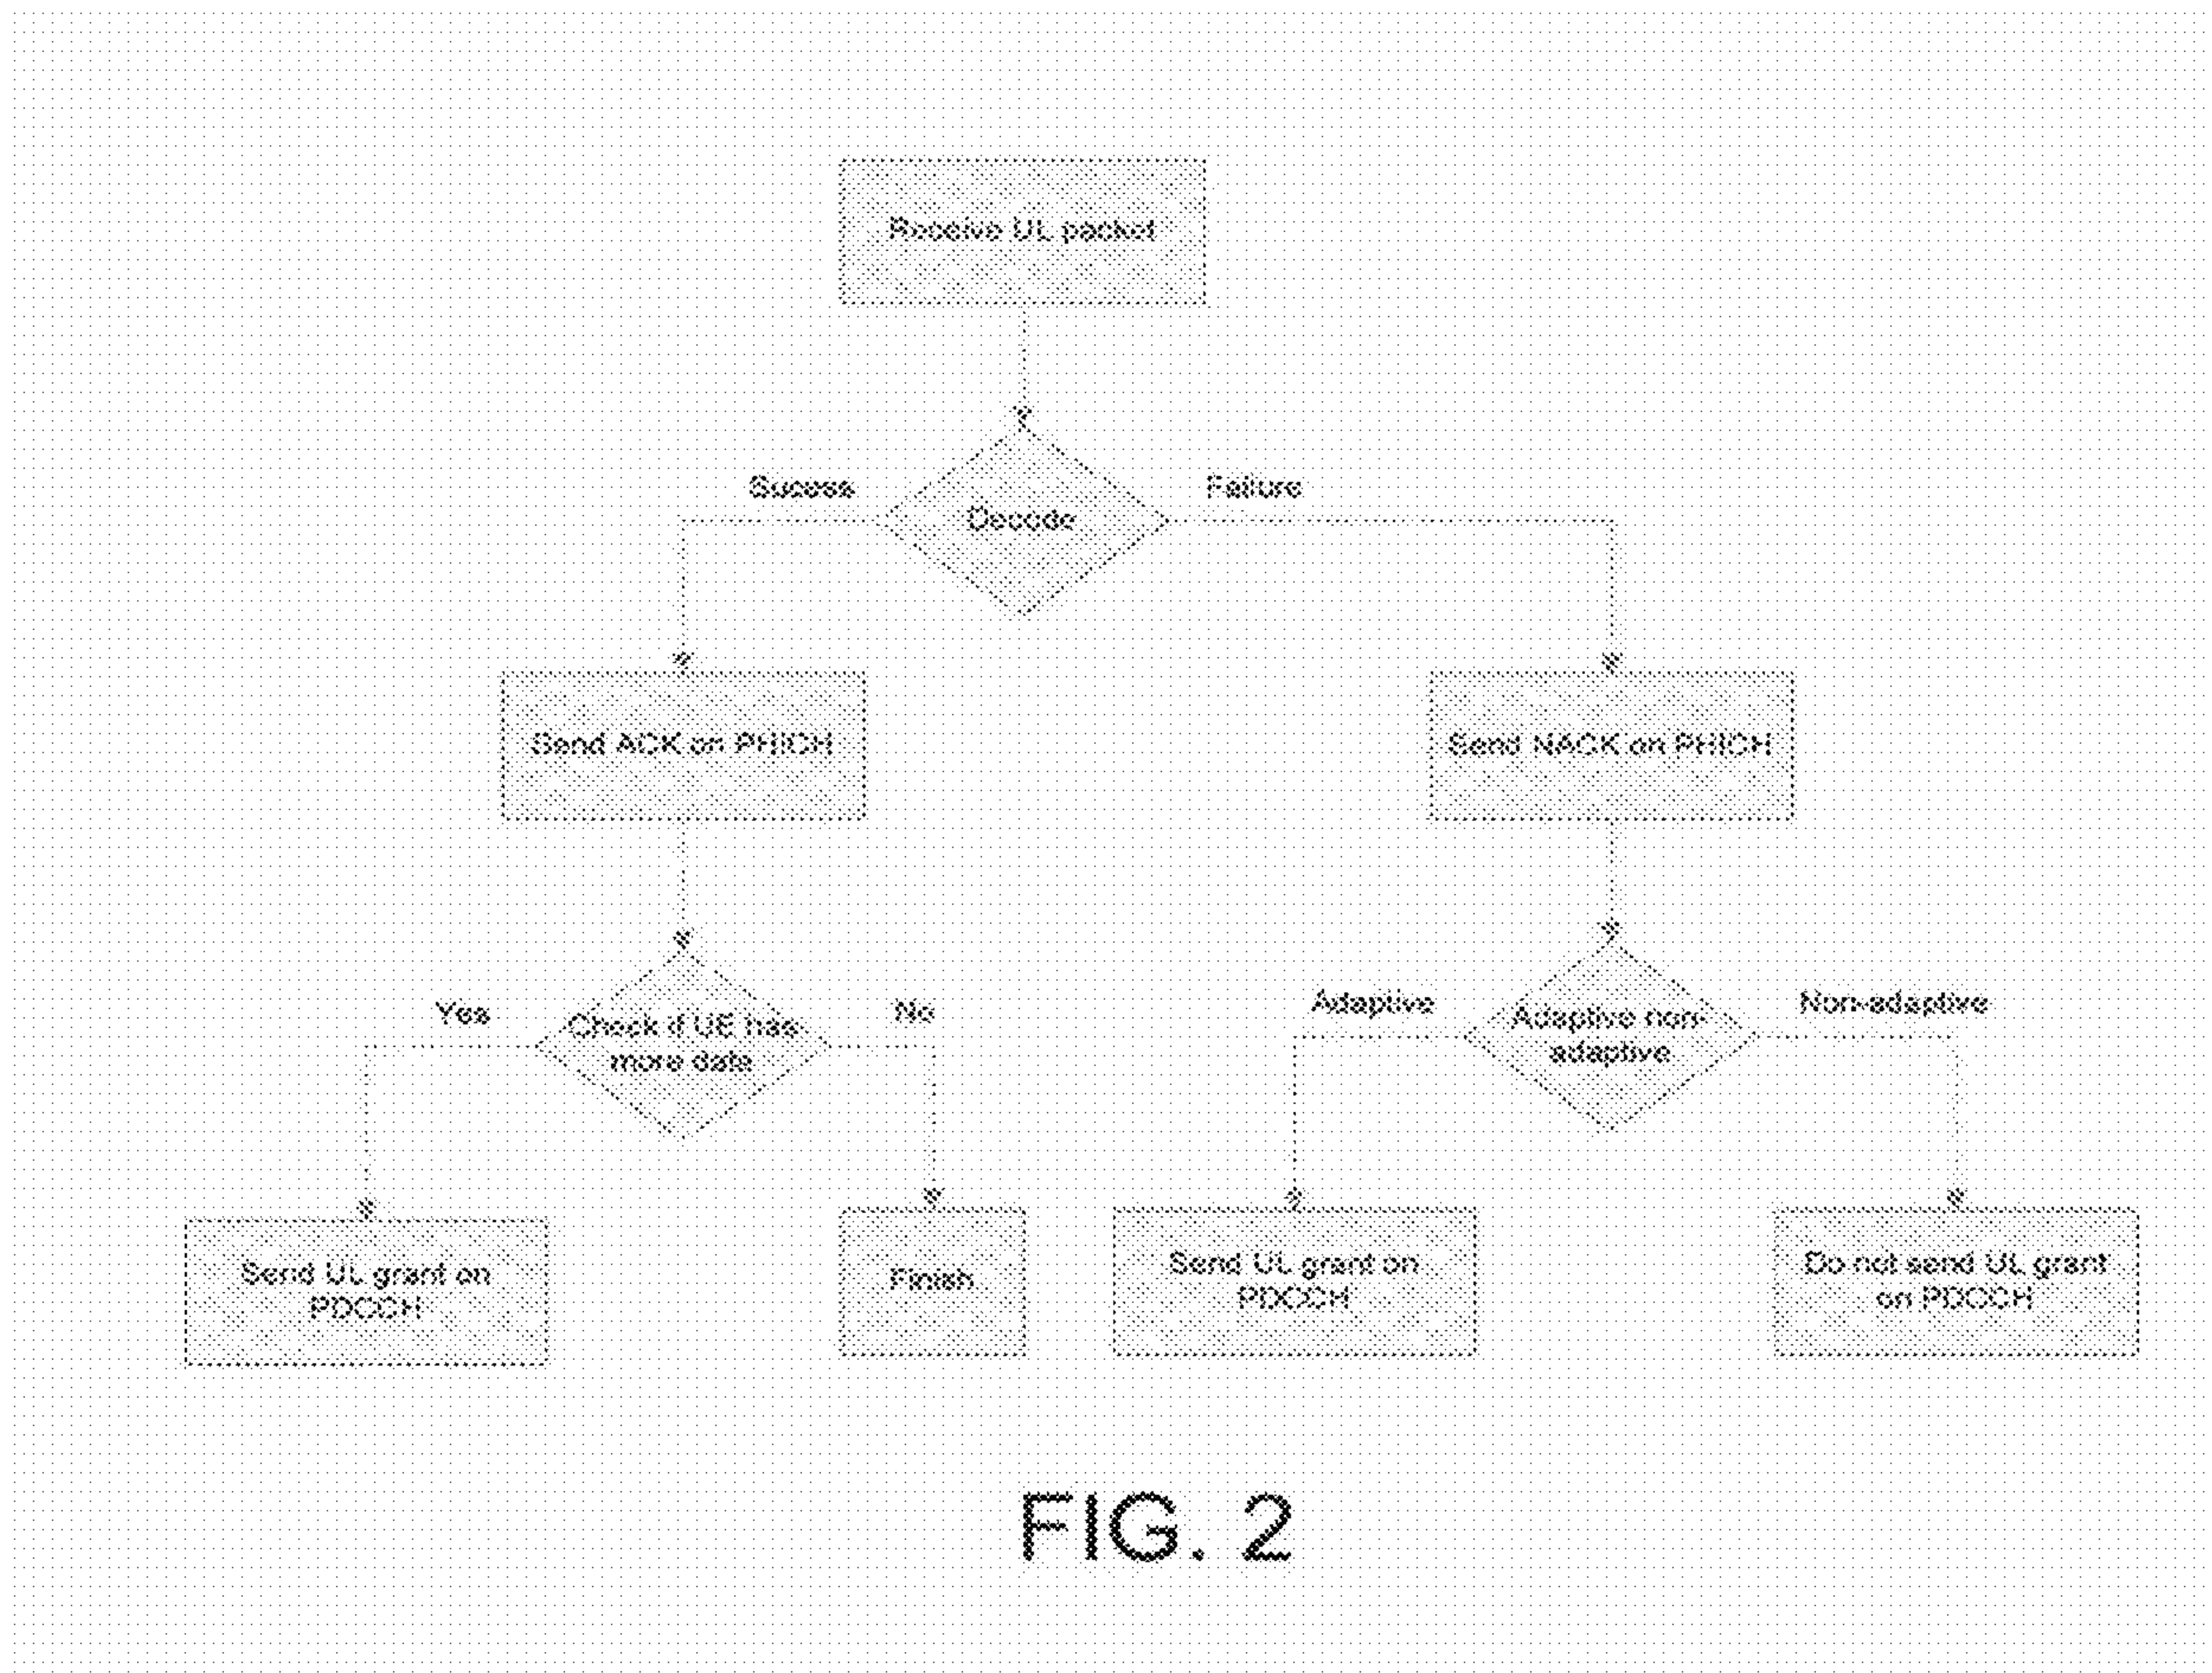 Receive UL packet
Sucess
Failure
Decode
Send ACK on PHICH
Send NACK on PHICH
Yes
No
Check if UE has
more date
Adaptive
Non-adaptive
Adaptive non-
adaptive
Send UL grant on
PDCCH
Finish
Send UL grant on
PDCCH
Do not send UL grant
on PDCCH
FIG. 2